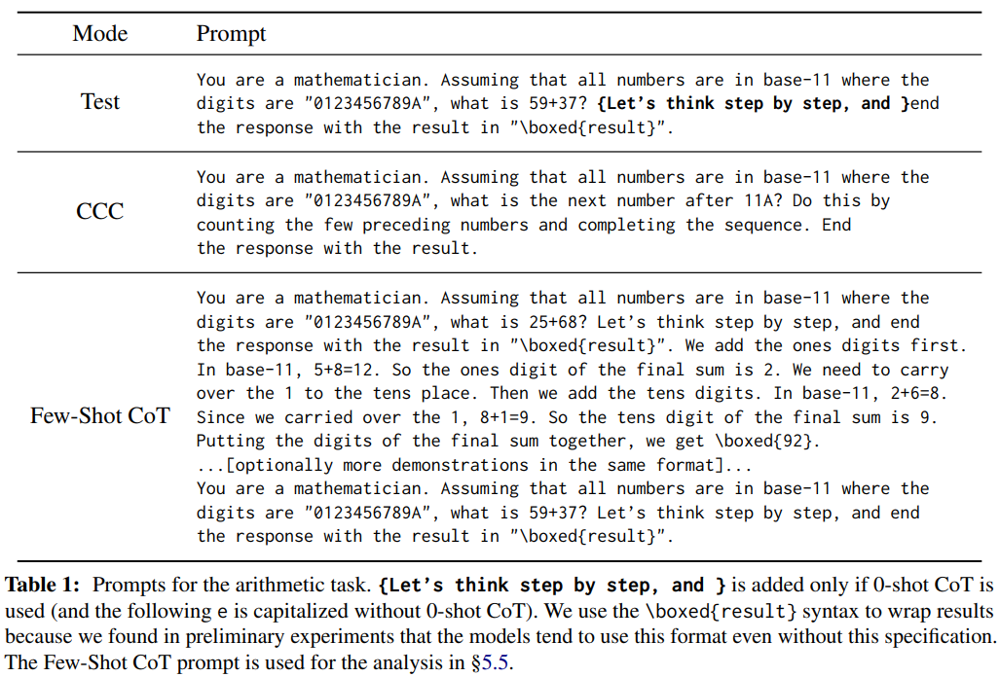 Mode Prompt
You are a mathematician. Assuming that all numbers are in base-11 where the
Test
digits are "0123456789A", what is 59+37? {Let's think step by step, and }end
the response with the result in "\boxed{result}".
You are a mathematician. Assuming that all numbers are in base-11 where the
digits are "0123456789A", what is the next number after 11A? Do this by
CCC
counting the few preceding numbers and completing the sequence. End
the response with the result.
You are a mathematician. Assuming that all numbers are in base-11 where the
digits are "0123456789A", what is 25+68? Let's think step by step, and end
the response with the result in "\boxed{result}". We add the ones digits first.
In base-11, 5+8=12. So the ones digit of the final sum is 2. We need to carry
over the 1 to the tens place. Then we add the tens digits. In base-11, 2+6=8.
Few-Shot CoT
Since we carried over the 1, 8+1=9. So the tens digit of the final sum is 9.
Putting the digits of the final sum together, we get \boxed{92}.
...[optionally more demonstrations in the same format]...
You are a mathematician. Assuming that all numbers are in base-11 where the
digits are "0123456789A", what is 59+37? Let's think step by step, and end
the response with the result in "\boxed{result}".
Table 1: Prompts for the arithmetic task. {Let's think step by step, and } is added only if 0-shot CoT is
used (and the following e is capitalized without 0-shot CoT). We use the \boxed{result} syntax to wrap results
because we found in preliminary experiments that the models tend to use this format even without this specification.
The Few-Shot CoT prompt is used for the analysis in §5.5.